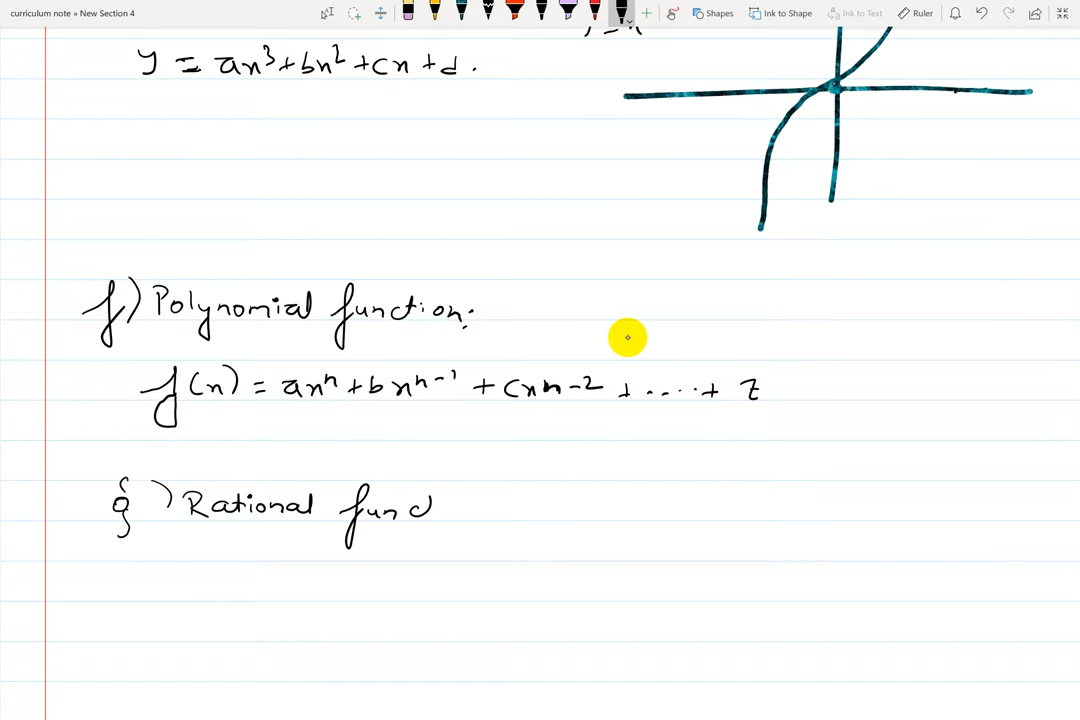 curriculum note » New Section 4
Shapes Ink to Shape Ink to Text Ruler
y = ax³ + bx² + cx + d.
f) Polynomial function:
f(x) = axⁿ + bxⁿ⁻¹ + cxn-2 + ..... + z
g) Rational func